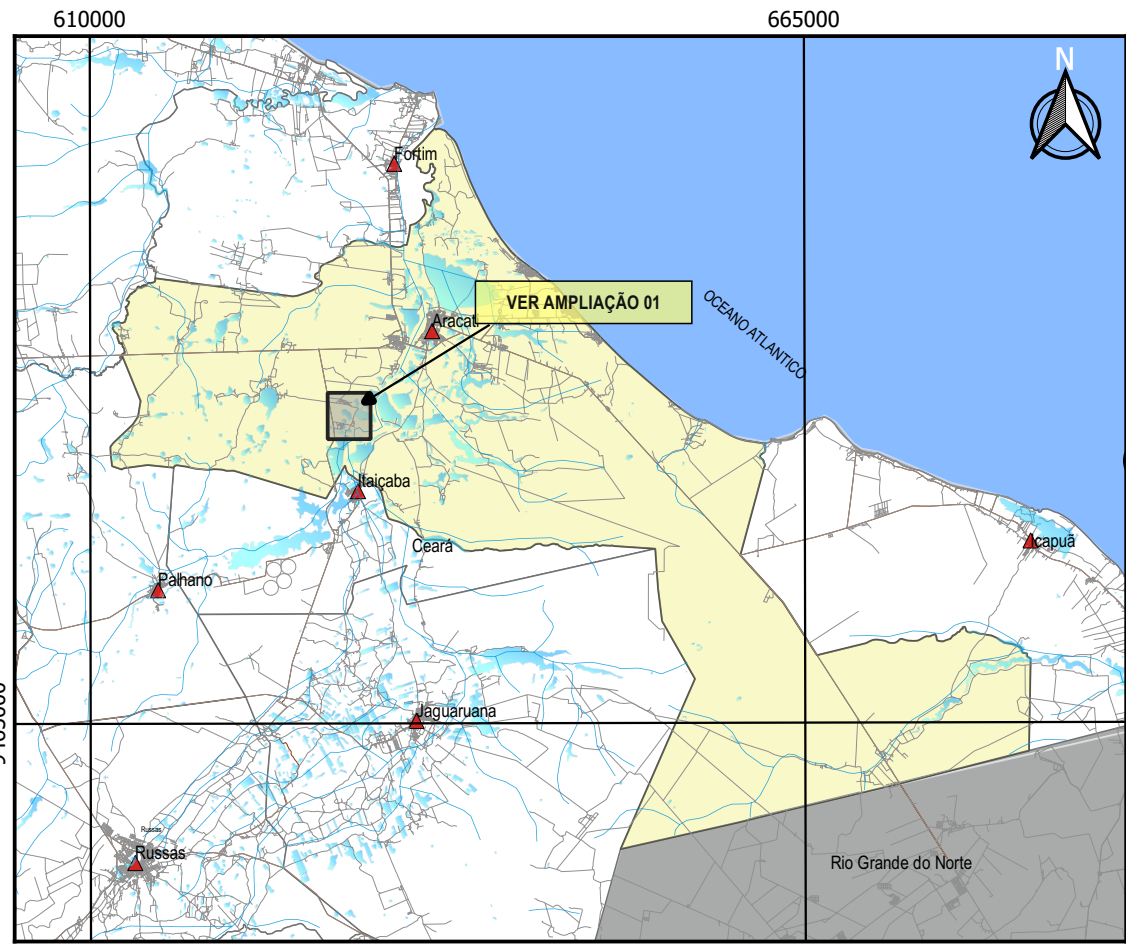 610000
665000
N
Fortim
VER AMPLIAÇÃO 01
OCEANO ATLANTICO
Aracati
Itaiçaba
Ceará
Icapuã
Palhano
Jaguaruana
Russas
Russas
Rio Grande do Norte